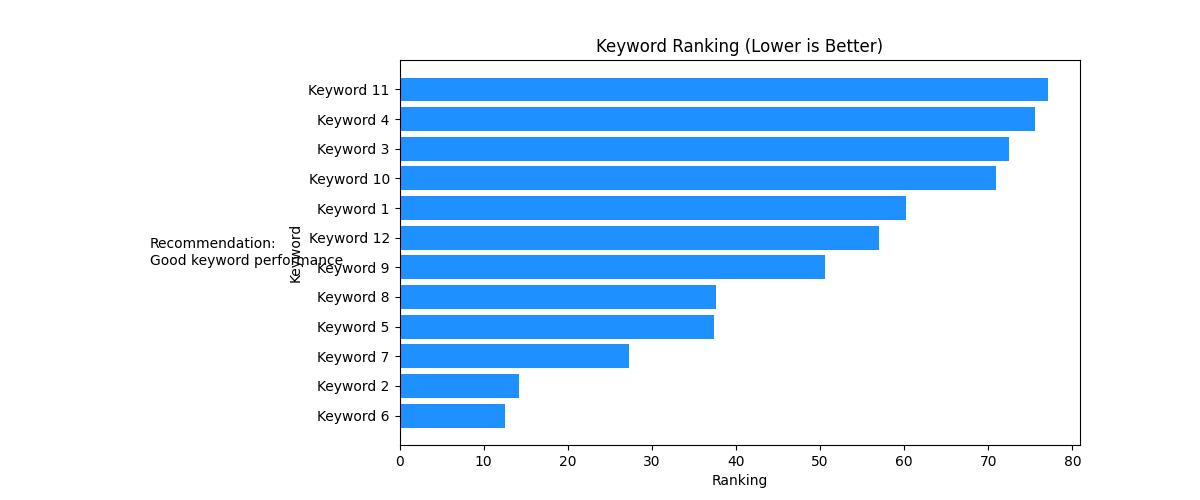 Keyword Ranking (Lower is Better)
Keyword 11
Keyword 4
Keyword 3
Keyword 10
Keyword 1
Keyword 12
Keyword 9
Keyword 8
Keyword 5
Keyword 7
Keyword 2
Keyword 6
Keyword
Recommendation:
Good keyword performance
0 10 20 30 40 50 60 70 80
Ranking